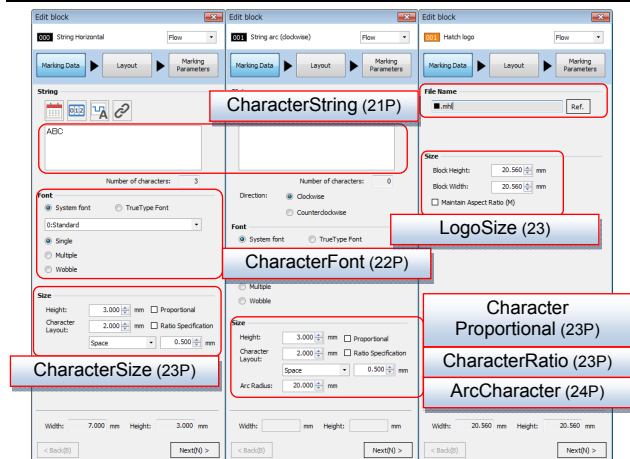 Edit block
000 String Horizontal
Flow
Marking Data
Layout
Marking Parameters
String
012
A
ABC
Number of characters: 3
Font
System font
TrueType Font
0:Standard
Single
Multiple
Wobble
Size
Height: 3.000 mm
Proportional
Character Layout: 2.000 mm
Ratio Specification
Space
0.500 mm
CharacterSize (23P)
Width: 7.000 mm Height: 3.000 mm
< Back(B)
Next(N) >
Edit block
001 String arc (clockwise)
Flow
Marking Data
Layout
Marking Parameters
CharacterString (21P)
Number of characters: 0
Direction:
Clockwise
Counterclockwise
Font
System font
TrueType Font
CharacterFont (22P)
Multiple
Wobble
Size
Height: 3.000 mm
Proportional
Character Layout: 2.000 mm
Ratio Specification
Space
0.500 mm
Arc Radius: 20.000 mm
Width: mm Height: mm
< Back(B)
Next(N) >
Edit block
001 Hatch logo
Flow
Marking Data
Layout
Marking Parameters
File Name
■.mhl
Ref.
Size
Block Height: 20.560 mm
Block Width: 20.560 mm
Maintain Aspect Ratio (M)
LogoSize (23)
Character
Proportional (23P)
CharacterRatio (23P)
ArcCharacter (24P)
Width: 20.560 mm Height: 20.560 mm
< Back(B)
Next(N) >